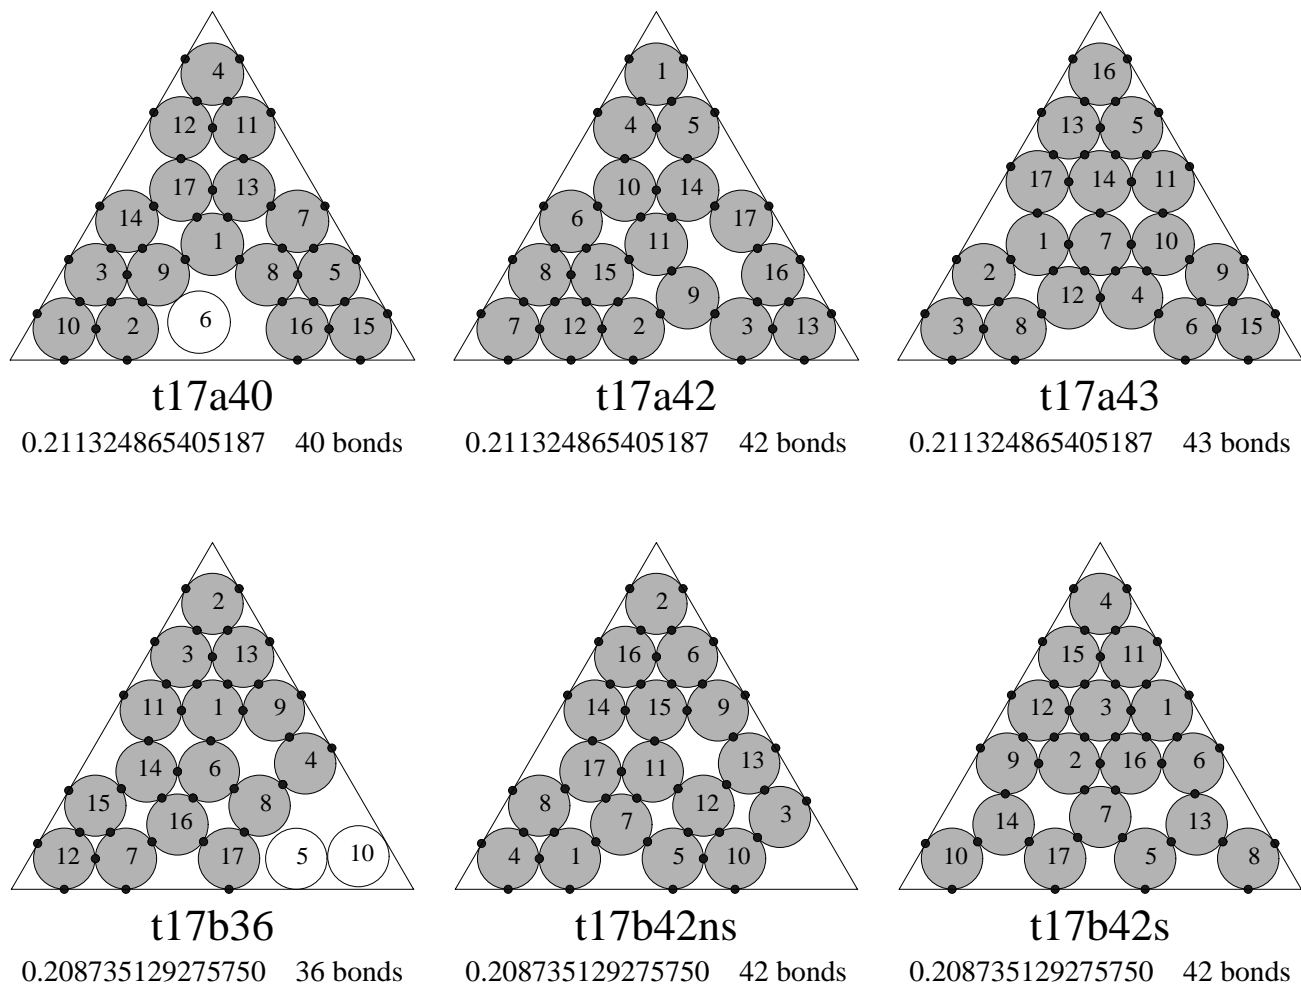 4 1 16
12 11 4 5 13 5
17 13 10 14 17 14 11
14 7 6 17
1 11 1 7 10
3 9 8 5 8 15 16 2 9
9 12 4
10 2 6 16 15 7 12 2 3 13 3 8 6 15
t17a40 t17a42 t17a43
0.211324865405187 40 bonds 0.211324865405187 42 bonds 0.211324865405187 43 bonds
2 2 4
3 13 16 6 15 11
11 1 9 14 15 9 12 3 1
14 6 4 17 11 13 9 2 16 6
15 8 8 12 3
16 7 14 7 13
12 7 17 5 10 4 1 5 10 10 17 5 8
t17b36 t17b42ns t17b42s
0.208735129275750 36 bonds 0.208735129275750 42 bonds 0.208735129275750 42 bonds